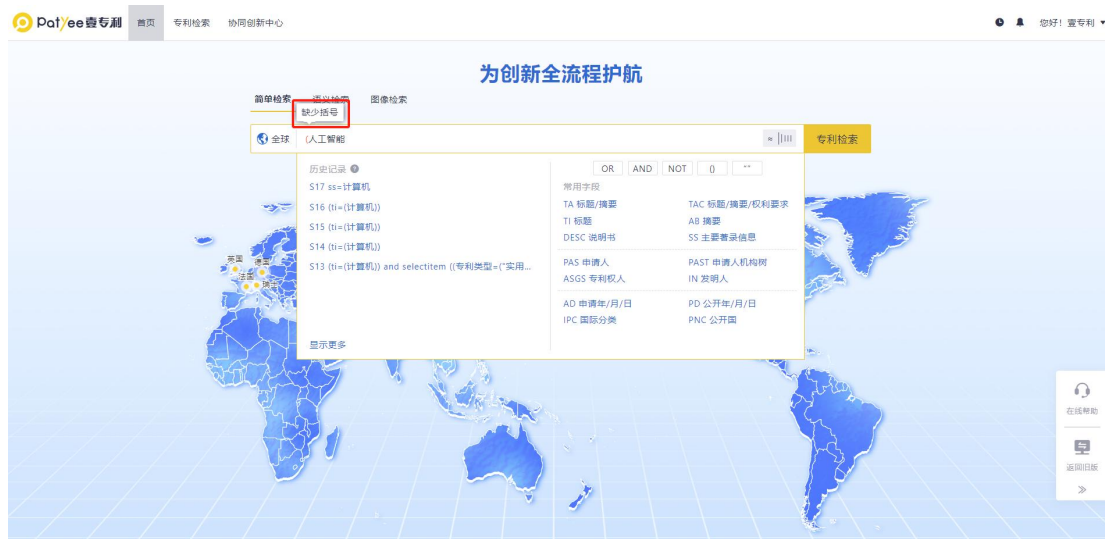 Patyee壹专利 首页 专利检索 协同创新中心 您好！壹专利
为创新全流程护航
简单检索 语义检索 图像检索
缺少括号
全球 (人工智能 ≈ 专利检索
历史记录 OR AND NOT () ""
S17 ss=计算机
S16 (ti=(计算机))
S15 (ti=(计算机))
S14 (ti=(计算机))
S13 (ti=(计算机)) and selectitem ((专利类型=("实用...
显示更多
常用字段
TA 标题/摘要 TAC 标题/摘要/权利要求
TI 标题 AB 摘要
DESC 说明书 SS 主要著录信息
PAS 申请人 PAST 申请人机构树
ASGS 专利权人 IN 发明人
AD 申请年/月/日 PD 公开年/月/日
IPC 国际分类 PNC 公开国
英国 德国
法国 瑞士
在线帮助
返回旧版